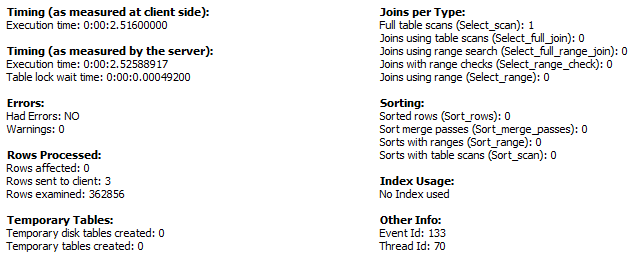 Timing (as measured at client side):
Execution time: 0:00:2.51600000
Timing (as measured by the server):
Execution time: 0:00:2.52588917
Table lock wait time: 0:00:0.00049200
Errors:
Had Errors: NO
Warnings: 0
Rows Processed:
Rows affected: 0
Rows sent to client: 3
Rows examined: 362856
Temporary Tables:
Temporary disk tables created: 0
Temporary tables created: 0
Joins per Type:
Full table scans (Select_scan): 1
Joins using table scans (Select_full_join): 0
Joins using range search (Select_full_range_join): 0
Joins with range checks (Select_range_check): 0
Joins using range (Select_range): 0
Sorting:
Sorted rows (Sort_rows): 0
Sort merge passes (Sort_merge_passes): 0
Sorts with ranges (Sort_range): 0
Sorts with table scans (Sort_scan): 0
Index Usage:
No Index used
Other Info:
Event Id: 133
Thread Id: 70